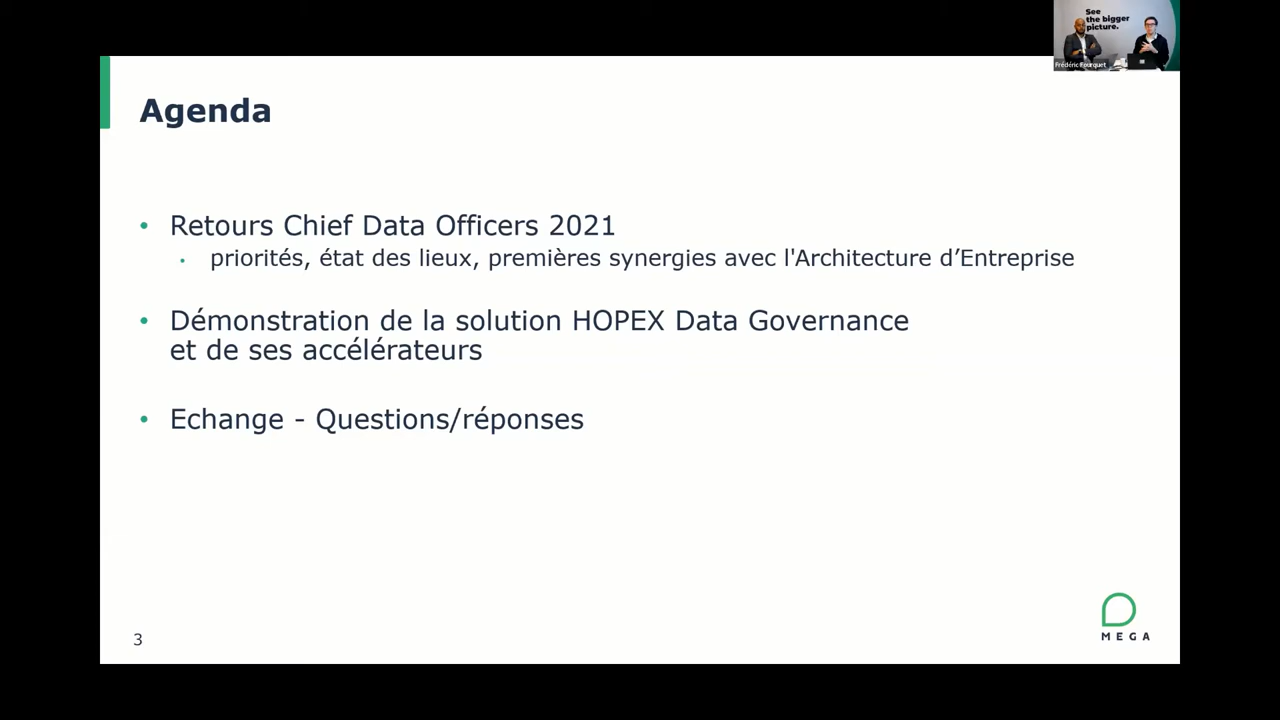 See
the bigger
picture.
Frédéric Fourquet
Agenda
• Retours Chief Data Officers 2021
• priorités, état des lieux, premières synergies avec l'Architecture d’Entreprise
• Démonstration de la solution HOPEX Data Governance
et de ses accélérateurs
• Echange - Questions/réponses
3
MEGA